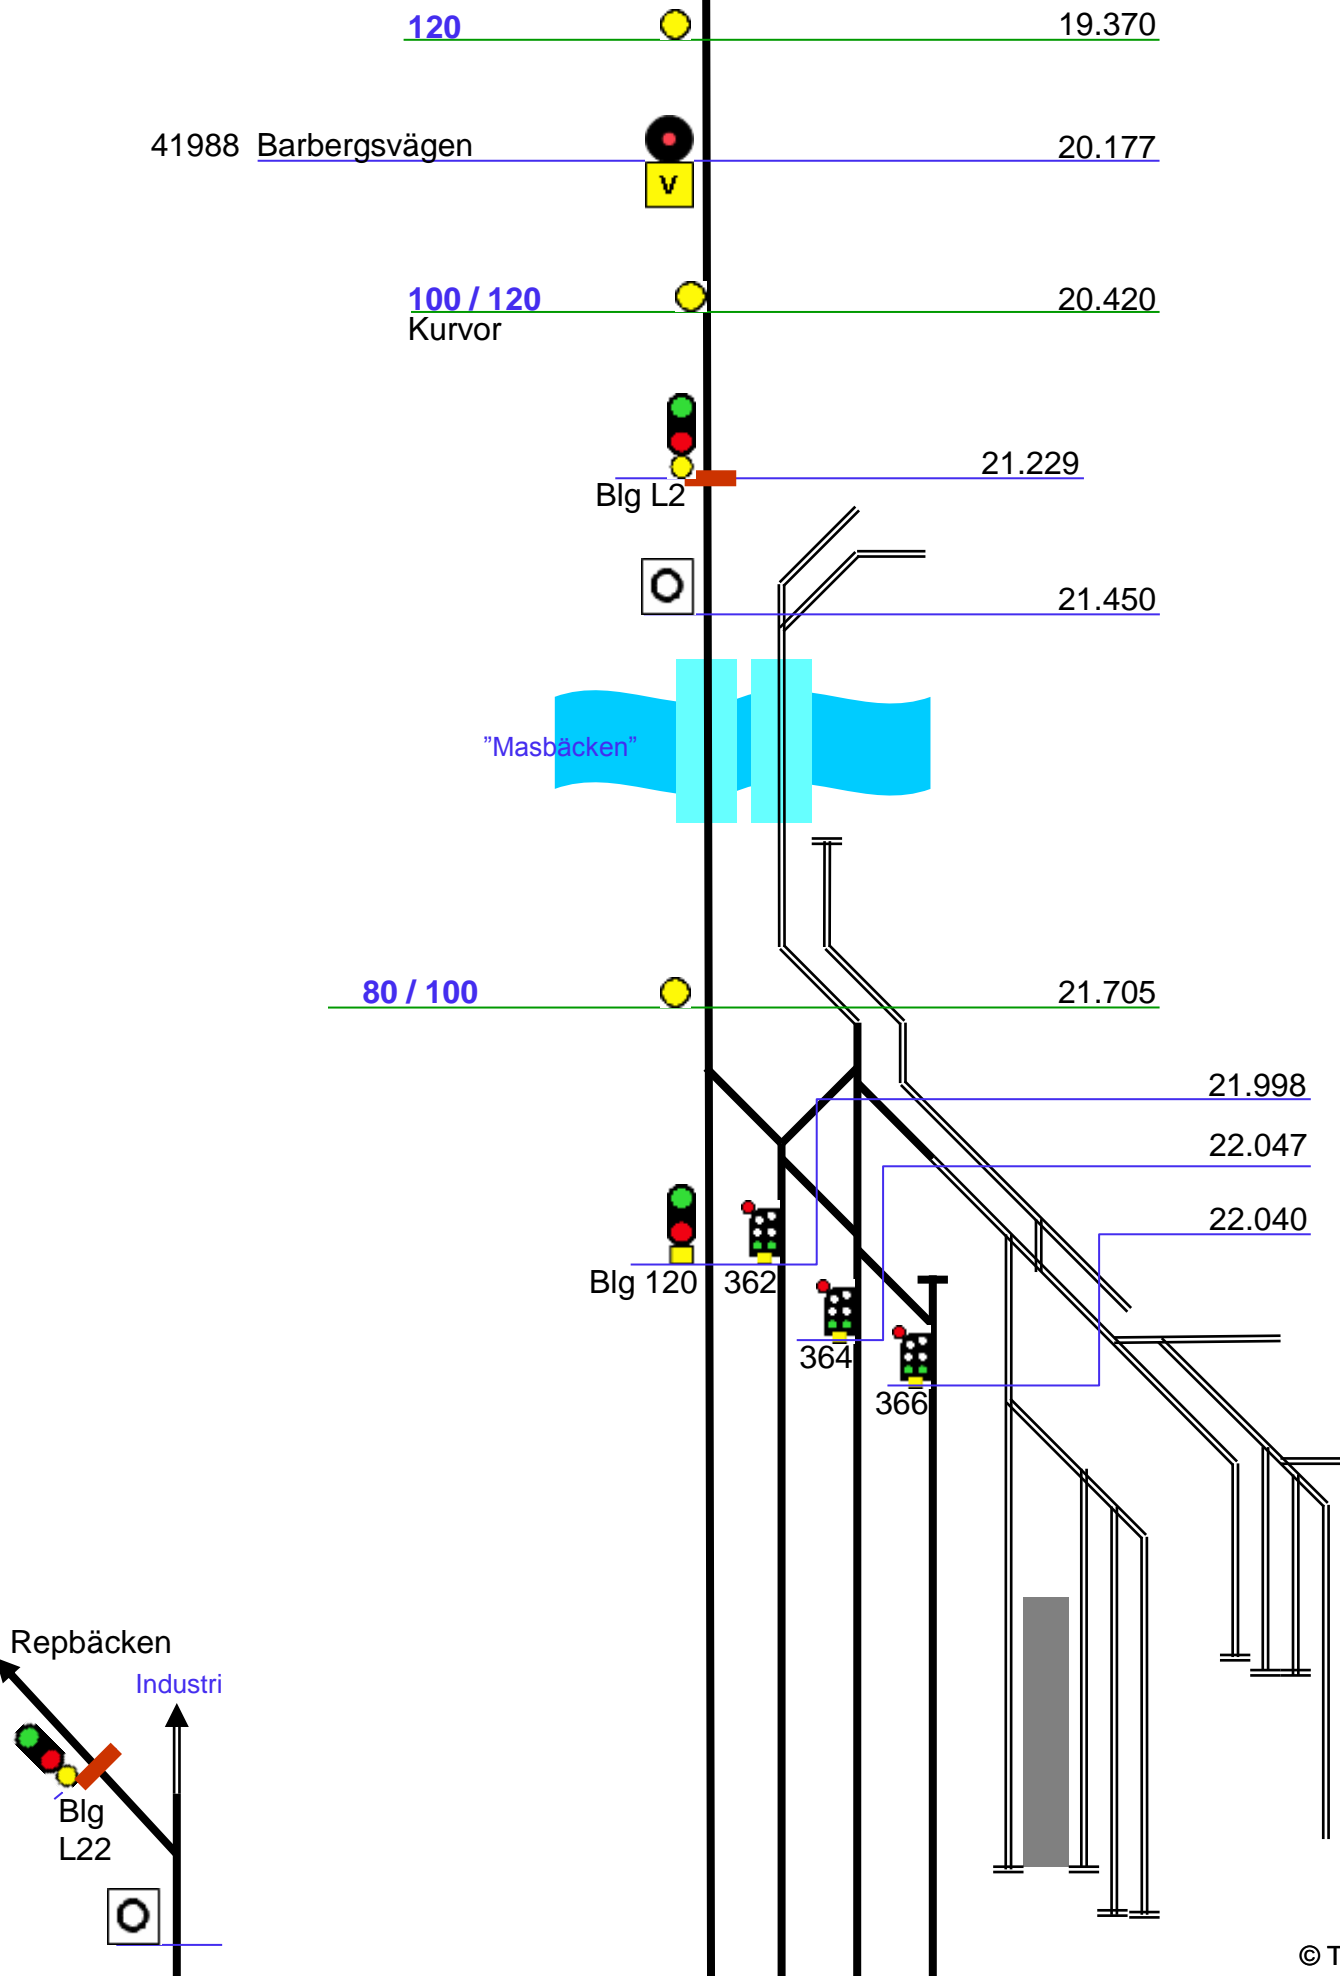 120 19.370
41988 Barbergsvägen 20.177
V
100 / 120 20.420
Kurvor
21.229
Blg L2
21.450
”Masbäcken”
80 / 100 21.705
21.998
22.047
22.040
Blg 120 362
364
366
Repbäcken
Industri
Blg
L22
© T